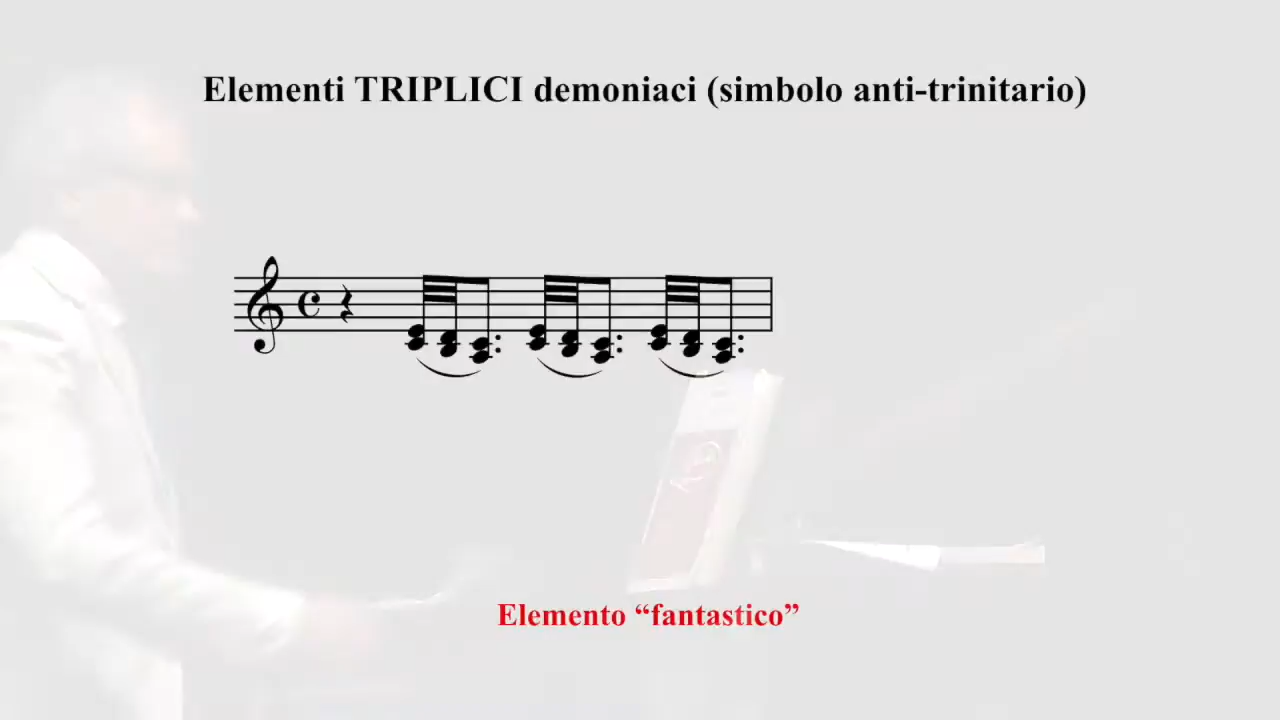 Elementi TRIPLICI demoniaci (simbolo anti-trinitario)
Elemento “fantastico”